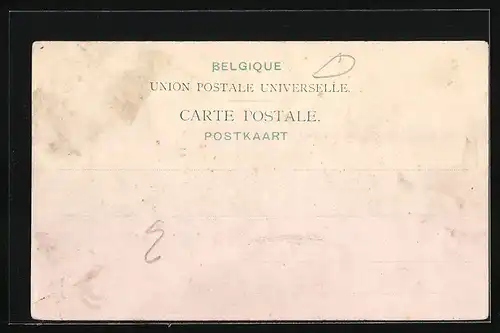 BELGIQUE
UNION POSTALE UNIVERSELLE.
CARTE POSTALE.
POSTKAART